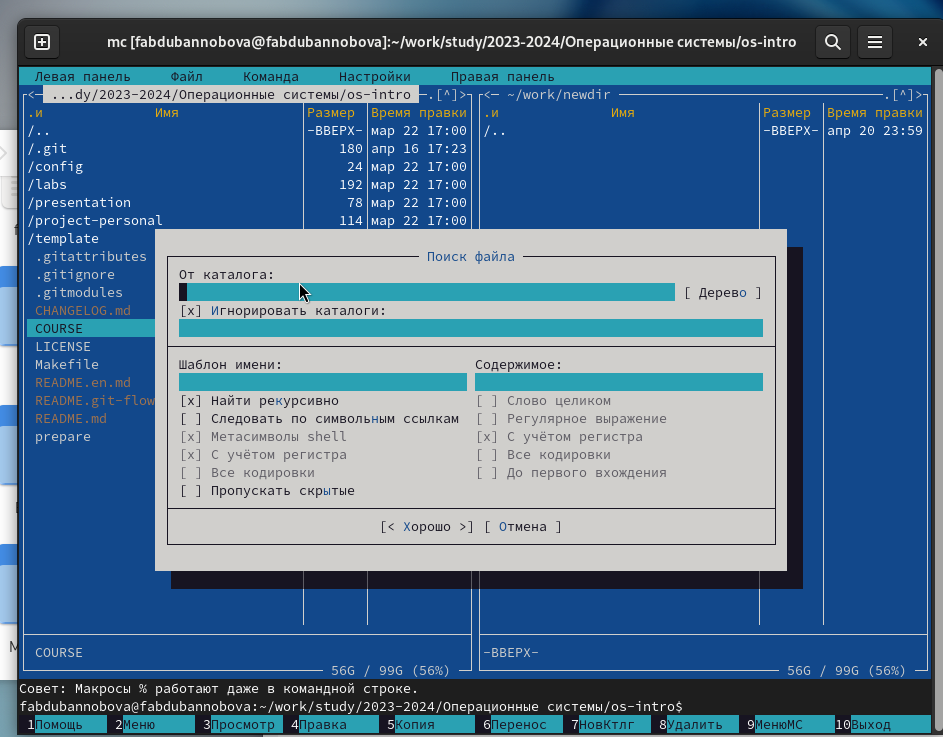 mc [fabdubannobova@fabdubannobova]:~/work/study/2023-2024/Операционные системы/os-intro
Левая панель Файл Команда Настройки Правая панель
<─ ...dy/2023-2024/Операционные системы/os-intro ─.[^]>
.и Имя Размер Время правки
/.. -ВВЕРХ- мар 22 17:00
/.git 180 апр 16 17:23
/config 24 мар 22 17:00
/labs 192 мар 22 17:00
/presentation 78 мар 22 17:00
/project-personal 114 мар 22 17:00
/template
.gitattributes
.gitignore
.gitmodules
CHANGELOG.md
COURSE
LICENSE
Makefile
README.en.md
README.git-flow
README.md
prepare
COURSE
56G / 99G (56%)
<─ ~/work/newdir ─.[^]>
.и Имя Размер Время правки
/.. -ВВЕРХ- апр 20 23:59
-ВВЕРХ-
56G / 99G (56%)
Поиск файла
От каталога:
[ Дерево ]
[x] Игнорировать каталоги:
Шаблон имени:
[x] Найти рекурсивно
[ ] Следовать по символьным ссылкам
[x] Метасимволы shell
[x] С учётом регистра
[ ] Все кодировки
[ ] Пропускать скрытые
Содержимое:
[ ] Слово целиком
[ ] Регулярное выражение
[x] С учётом регистра
[ ] Все кодировки
[ ] До первого вхождения
[< Хорошо >] [ Отмена ]
Совет: Макросы % работают даже в командной строке.
fabdubannobova@fabdubannobova:~/work/study/2023-2024/Операционные системы/os-intro$
1Помощь 2Меню 3Просмотр 4Правка 5Копия 6Перенос 7НовКтлг 8Удалить 9МенюMC 10Выход